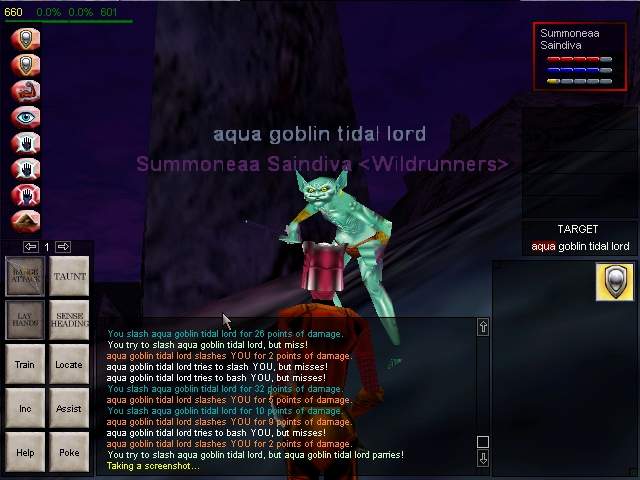 660 0.0% 0.0% 601
Summoneaa
Saindiva
aqua goblin tidal lord
Summoneaa Saindiva <Wildrunners>
TARGET
aqua goblin tidal lord
1
RANGE ATTACK
TAUNT
LAY HANDS
SENSE HEADING
Train
Locate
Inc
Assist
Help
Poke
You slash aqua goblin tidal lord for 26 points of damage.
You try to slash aqua goblin tidal lord, but miss!
aqua goblin tidal lord slashes YOU for 2 points of damage.
aqua goblin tidal lord tries to slash YOU, but misses!
aqua goblin tidal lord tries to bash YOU, but misses!
You slash aqua goblin tidal lord for 32 points of damage.
aqua goblin tidal lord slashes YOU for 5 points of damage.
You slash aqua goblin tidal lord for 10 points of damage.
aqua goblin tidal lord slashes YOU for 9 points of damage.
aqua goblin tidal lord tries to bash YOU, but misses!
aqua goblin tidal lord slashes YOU for 2 points of damage.
You try to slash aqua goblin tidal lord, but aqua goblin tidal lord parries!
Taking a screenshot...